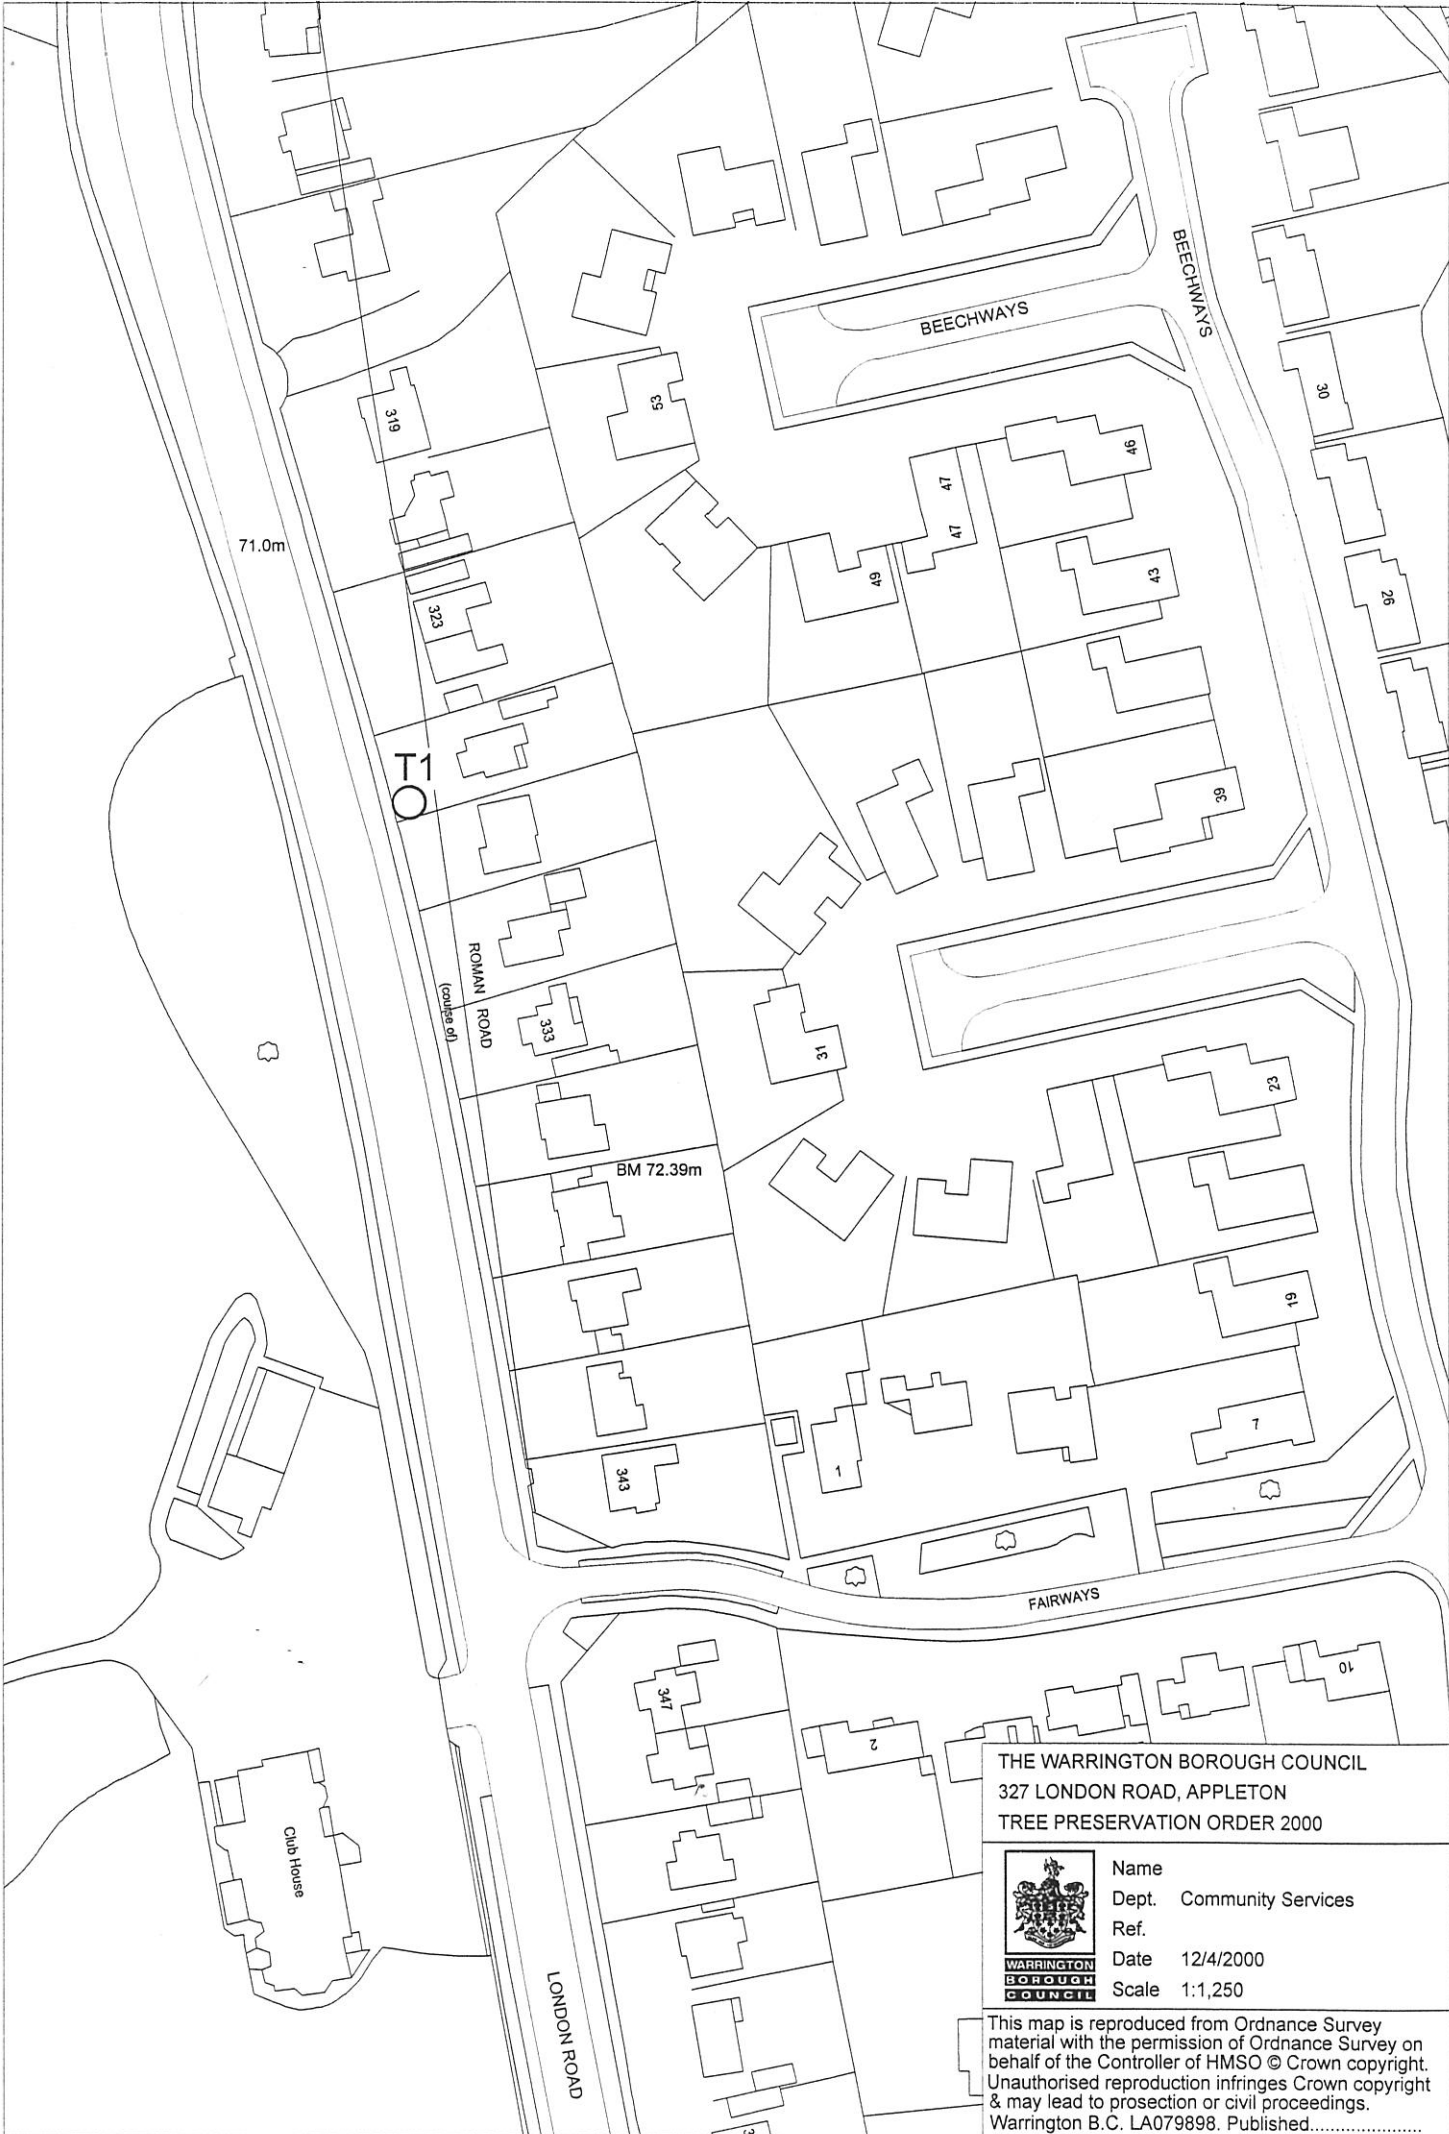 BEECHWAYS
BEECHWAYS
30
53
319
46
47
47
71.0m
49
43
26
323
T1
39
ROMAN ROAD
(course of)
333
31
23
BM 72.39m
19
7
343
1
FAIRWAYS
347
10
2
Club House
LONDON ROAD
THE WARRINGTON BOROUGH COUNCIL
327 LONDON ROAD, APPLETON
TREE PRESERVATION ORDER 2000
Name
Dept. Community Services
Ref.
Date 12/4/2000
Scale 1:1,250
WARRINGTON
BOROUGH
COUNCIL
This map is reproduced from Ordnance Survey
material with the permission of Ordnance Survey on
behalf of the Controller of HMSO © Crown copyright.
Unauthorised reproduction infringes Crown copyright
& may lead to prosection or civil proceedings.
Warrington B.C. LA079898. Published......................